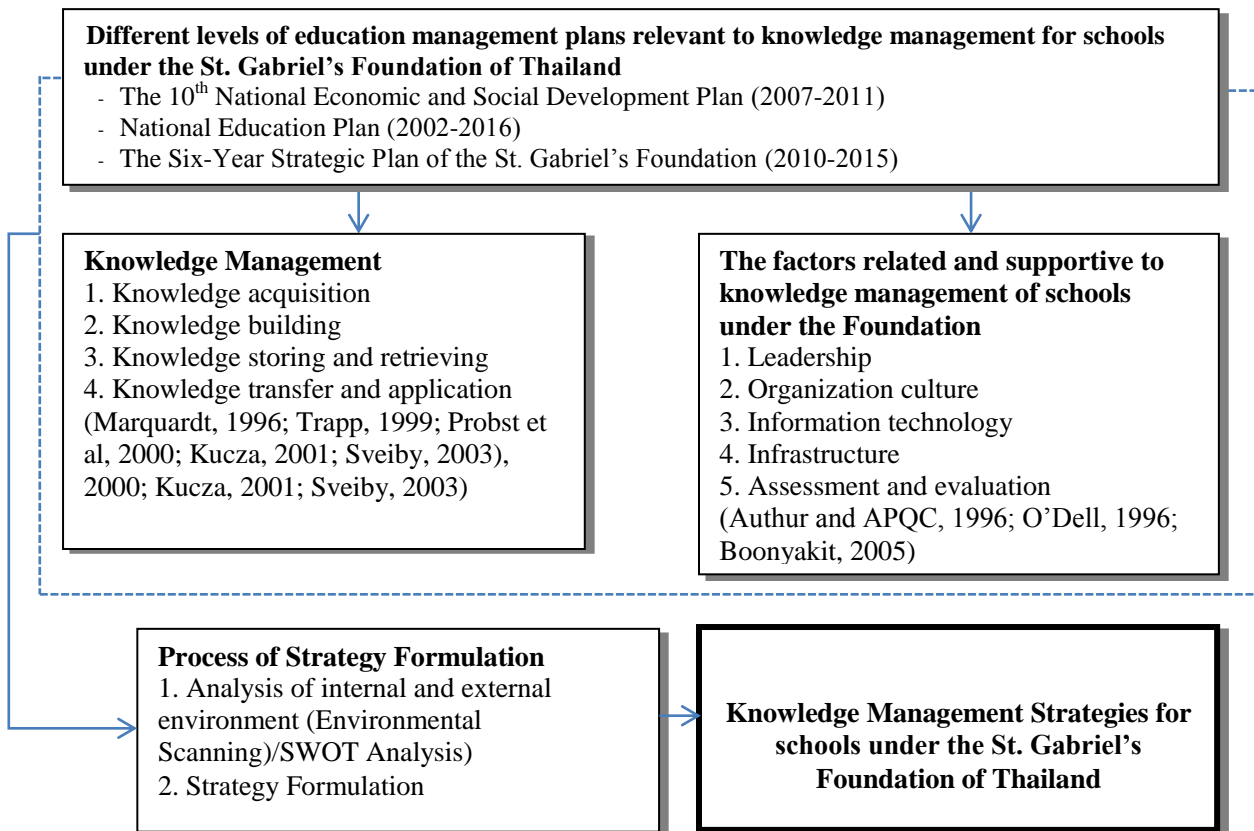 Different levels of education management plans relevant to knowledge management for schools
under the St. Gabriel’s Foundation of Thailand
- The 10th National Economic and Social Development Plan (2007-2011)
- National Education Plan (2002-2016)
- The Six-Year Strategic Plan of the St. Gabriel’s Foundation (2010-2015)
Knowledge Management
1. Knowledge acquisition
2. Knowledge building
3. Knowledge storing and retrieving
4. Knowledge transfer and application
(Marquardt, 1996; Trapp, 1999; Probst et
al, 2000; Kucza, 2001; Sveiby, 2003),
2000; Kucza, 2001; Sveiby, 2003)
The factors related and supportive to
knowledge management of schools
under the Foundation
1. Leadership
2. Organization culture
3. Information technology
4. Infrastructure
5. Assessment and evaluation
(Authur and APQC, 1996; O’Dell, 1996;
Boonyakit, 2005)
Process of Strategy Formulation
1. Analysis of internal and external
environment (Environmental
Scanning)/SWOT Analysis)
2. Strategy Formulation
Knowledge Management Strategies for
schools under the St. Gabriel’s
Foundation of Thailand